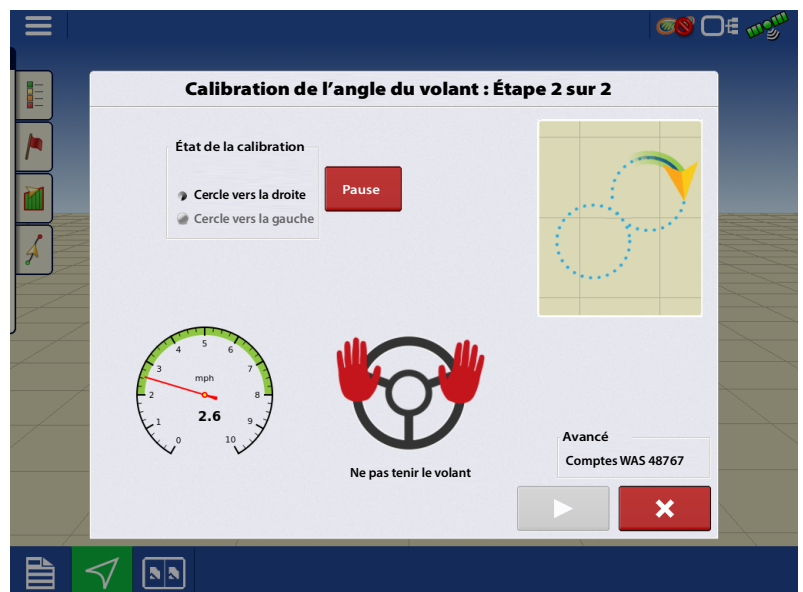 Calibration de l'angle du volant : Étape 2 sur 2
État de la calibration
Cercle vers la droite
Cercle vers la gauche
Pause
0
1
2
3
4
5
6
7
8
9
10
mph
2.6
Ne pas tenir le volant
Avancé
Comptes WAS 48767